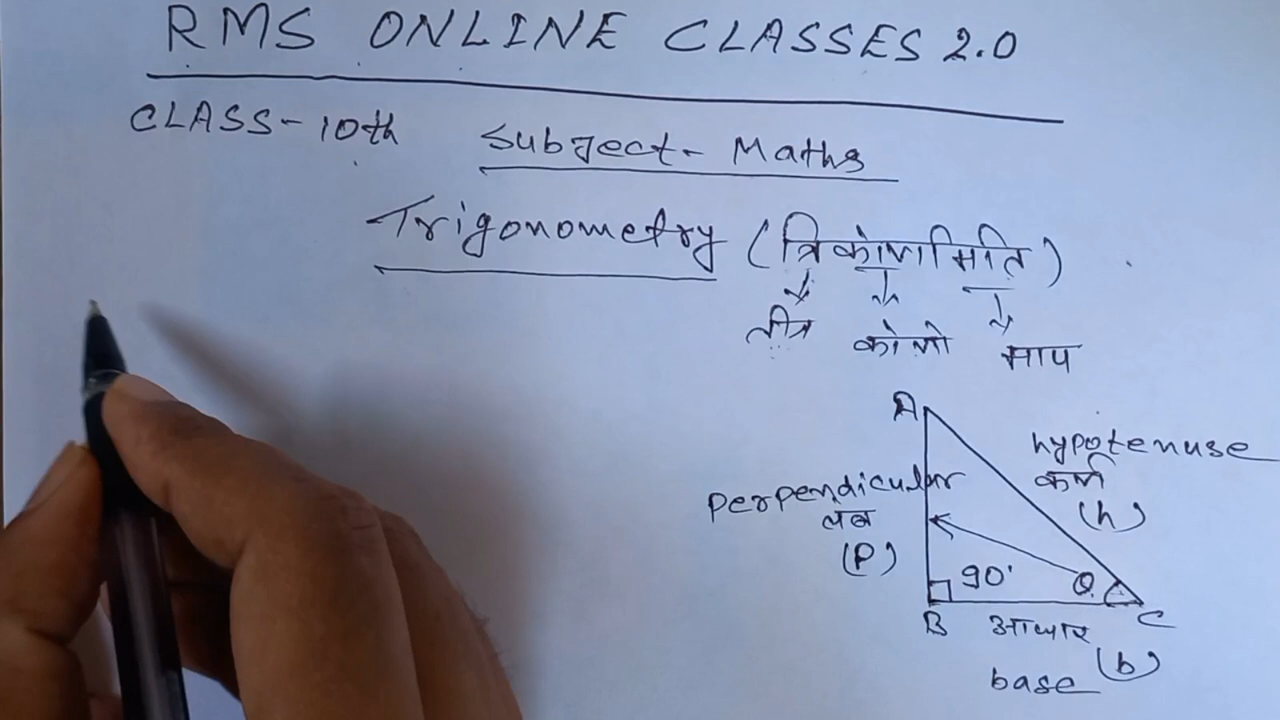 RMS ONLINE CLASSES 2.0
CLASS-10th Subject- Maths
Trigonometry (त्रिकोणमिति)
तीन कोणो माप
A
hypotenuse
कर्ण
(h)
perpendicular
लंब
(P)
90° θ
B आधार C
base (b)